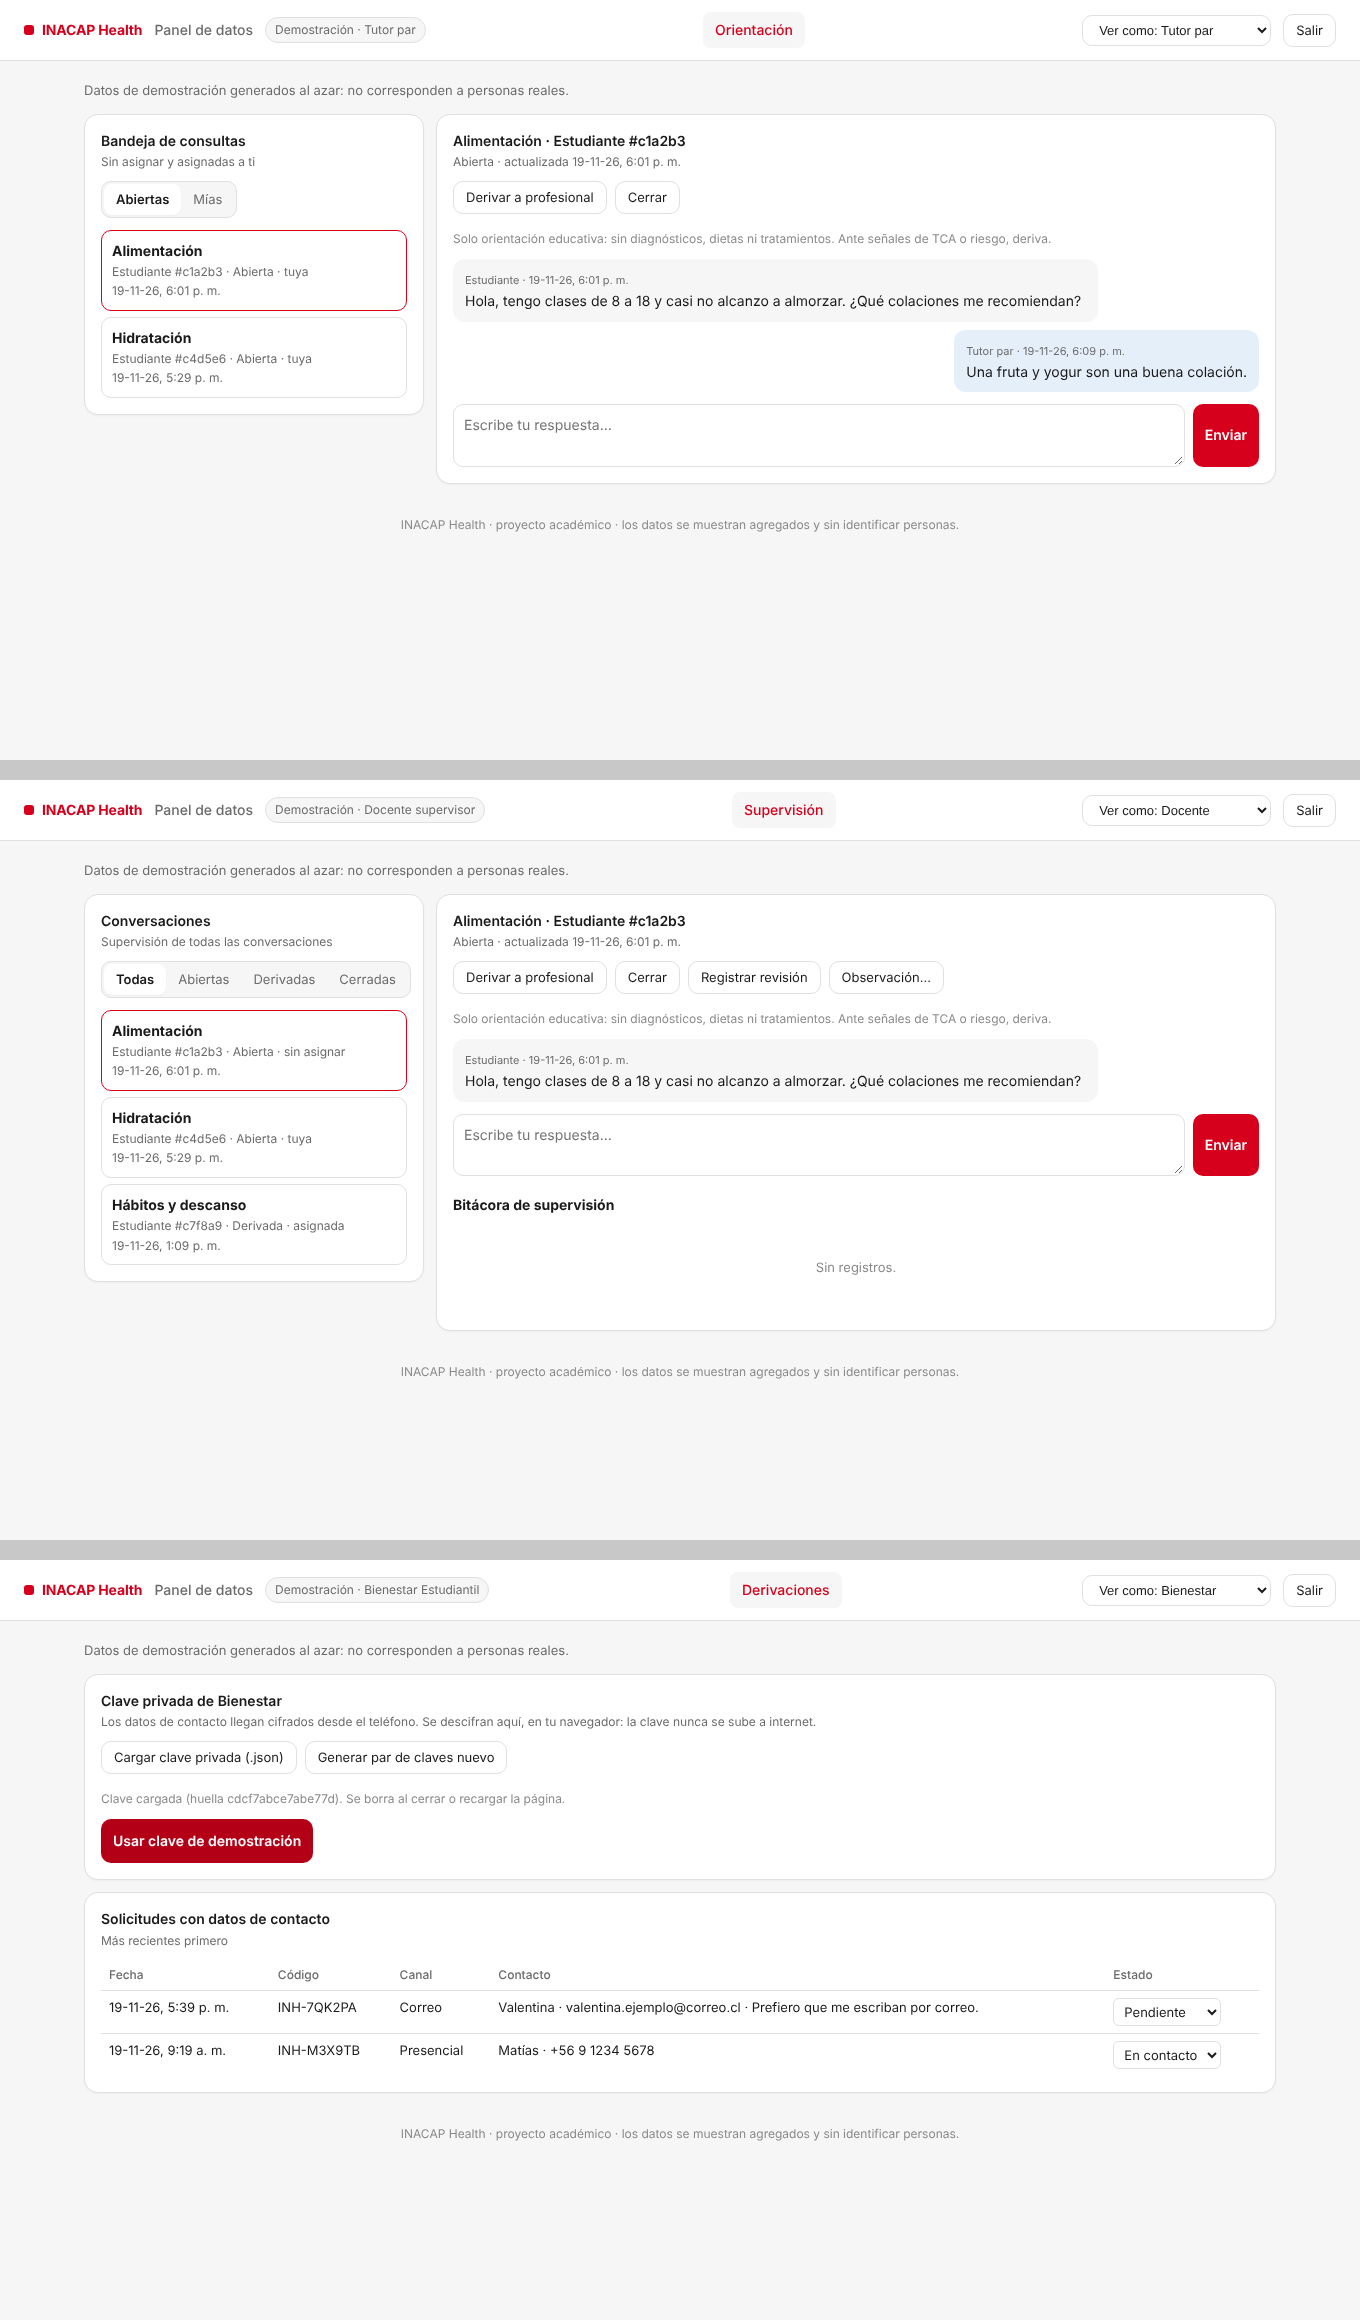 INACAP Health Panel de datos Demostración · Tutor par Orientación Ver como: Tutor par Salir
Datos de demostración generados al azar: no corresponden a personas reales.
Bandeja de consultas
Sin asignar y asignadas a ti
Abiertas Mías
Alimentación
Estudiante #c1a2b3 · Abierta · tuya
19-11-26, 6:01 p. m.
Hidratación
Estudiante #c4d5e6 · Abierta · tuya
19-11-26, 5:29 p. m.
Alimentación · Estudiante #c1a2b3
Abierta · actualizada 19-11-26, 6:01 p. m.
Derivar a profesional Cerrar
Solo orientación educativa: sin diagnósticos, dietas ni tratamientos. Ante señales de TCA o riesgo, deriva.
Estudiante · 19-11-26, 6:01 p. m.
Hola, tengo clases de 8 a 18 y casi no alcanzo a almorzar. ¿Qué colaciones me recomiendan?
Tutor par · 19-11-26, 6:09 p. m.
Una fruta y yogur son una buena colación.
Escribe tu respuesta...
Enviar
INACAP Health · proyecto académico · los datos se muestran agregados y sin identificar personas.
INACAP Health Panel de datos Demostración · Docente supervisor Supervisión Ver como: Docente Salir
Datos de demostración generados al azar: no corresponden a personas reales.
Conversaciones
Supervisión de todas las conversaciones
Todas Abiertas Derivadas Cerradas
Alimentación
Estudiante #c1a2b3 · Abierta · sin asignar
19-11-26, 6:01 p. m.
Hidratación
Estudiante #c4d5e6 · Abierta · tuya
19-11-26, 5:29 p. m.
Hábitos y descanso
Estudiante #c7f8a9 · Derivada · asignada
19-11-26, 1:09 p. m.
Alimentación · Estudiante #c1a2b3
Abierta · actualizada 19-11-26, 6:01 p. m.
Derivar a profesional Cerrar Registrar revisión Observación...
Solo orientación educativa: sin diagnósticos, dietas ni tratamientos. Ante señales de TCA o riesgo, deriva.
Estudiante · 19-11-26, 6:01 p. m.
Hola, tengo clases de 8 a 18 y casi no alcanzo a almorzar. ¿Qué colaciones me recomiendan?
Escribe tu respuesta...
Enviar
Bitácora de supervisión
Sin registros.
INACAP Health · proyecto académico · los datos se muestran agregados y sin identificar personas.
INACAP Health Panel de datos Demostración · Bienestar Estudiantil Derivaciones Ver como: Bienestar Salir
Datos de demostración generados al azar: no corresponden a personas reales.
Clave privada de Bienestar
Los datos de contacto llegan cifrados desde el teléfono. Se descifran aquí, en tu navegador: la clave nunca se sube a internet.
Cargar clave privada (.json) Generar par de claves nuevo
Clave cargada (huella cdcf7abce7abe77d). Se borra al cerrar o recargar la página.
Usar clave de demostración
Solicitudes con datos de contacto
Más recientes primero
Fecha Código Canal Contacto Estado
19-11-26, 5:39 p. m. INH-7QK2PA Correo Valentina · valentina.ejemplo@correo.cl · Prefiero que me escriban por correo. Pendiente
19-11-26, 9:19 a. m. INH-M3X9TB Presencial Matías · +56 9 1234 5678 En contacto
INACAP Health · proyecto académico · los datos se muestran agregados y sin identificar personas.